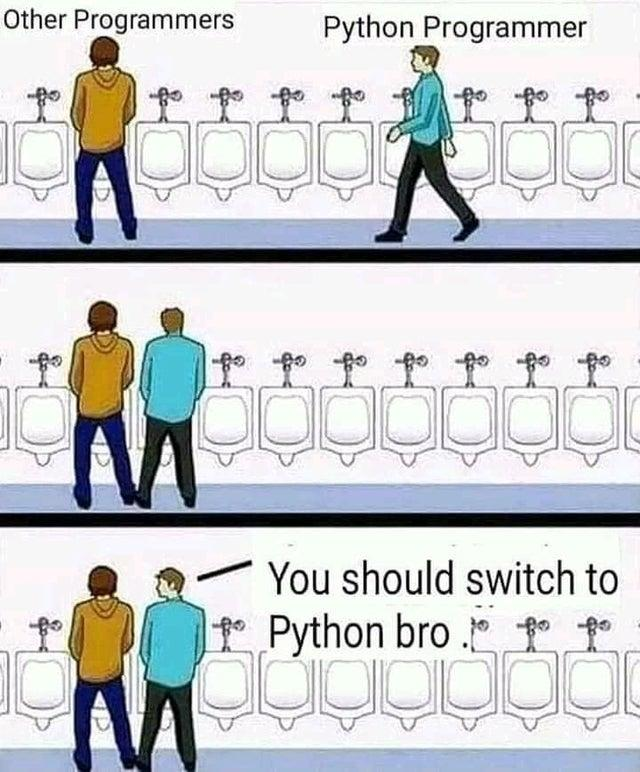 Other Programmers
Python Programmer
You should switch to
Python bro .